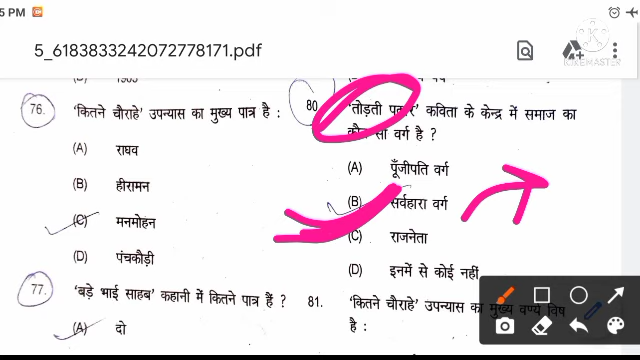 5 PM
KINEMASTER
5_6183833242072778171.pdf
76. 'कितने चौराहे' उपन्यास का मुख्य पात्र है :
(A) राघव
(B) हीरामन
(C) मनमोहन
(D) पंचकौड़ी
77. 'बड़े भाई साहब' कहानी में कितने पात्र हैं ?
(A) दो
80. 'तोड़ती पत्थर' कविता के केन्द्र में समाज का
कौन सा वर्ग है ?
(A) पूँजीपति वर्ग
(B) सर्वहारा वर्ग
(C) राजनेता
(D) इनमें से कोई नहीं
81. 'कितने चौराहे' उपन्यास का मुख्य वर्ण्य विष
है :